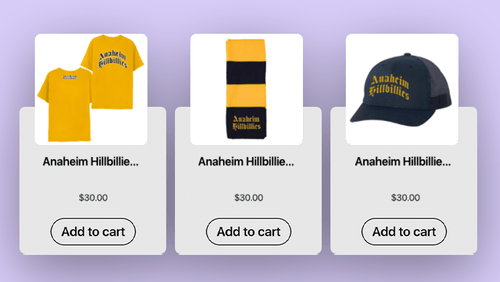 Anaheim
Hillbillies
Anaheim
Hillbillies
Anaheim
Hillbillies
Anaheim Hillbillie...
Anaheim Hillbillie...
Anaheim Hillbillie...
$30.00
$30.00
$30.00
Add to cart
Add to cart
Add to cart